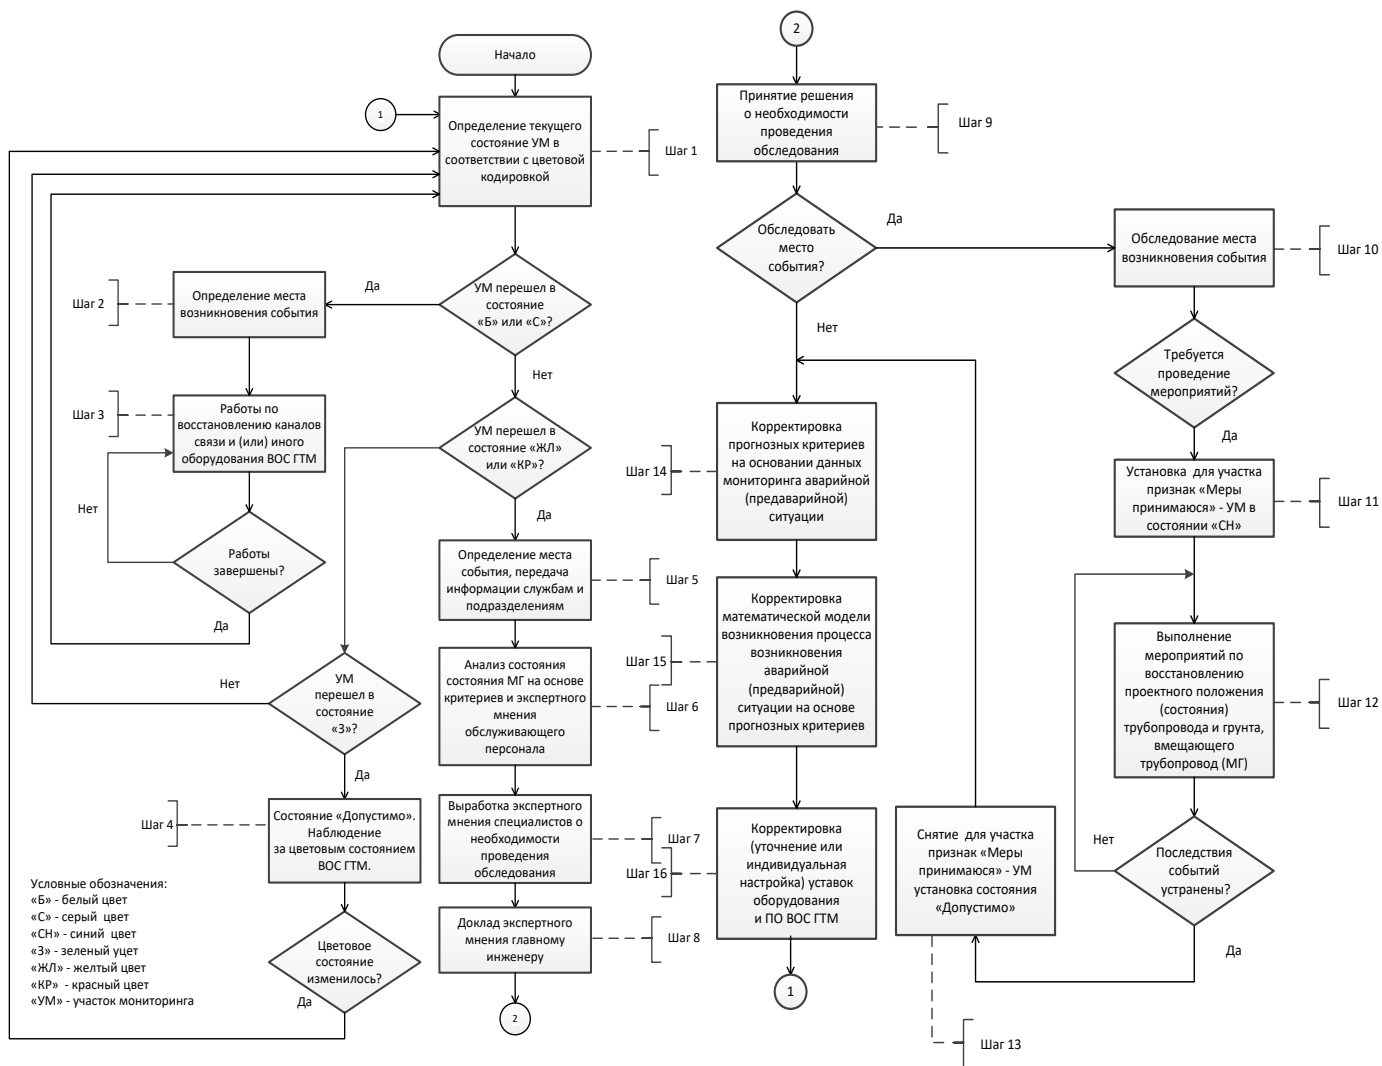 Начало
1
Определение текущего
состояние УМ в
соответствии с цветовой
кодировкой
Шаг 1
УМ перешел в
состояние
«Б» или «С»?
Да
Нет
Шаг 2
Определение места
возникновения события
Шаг 3
Работы по
восстановлению каналов
связи и (или) иного
оборудования ВОС ГТМ
Нет
Работы
завершены?
Да
УМ перешел в
состояние «ЖЛ»
или «КР»?
Да
Определение места
события, передача
информации службам и
подразделениям
Шаг 5
Анализ состояния
состояния МГ на основе
критериев и экспертного
мнения
обслуживающего
персонала
Шаг 6
Нет
УМ
перешел в
состояние
«З»?
Да
Шаг 4
Состояние «Допустимо».
Наблюдение
за цветовым состоянием
ВОС ГТМ.
Выработка экспертного
мнения специалистов о
необходимости
проведения
обследования
Шаг 7
Доклад экспертного
мнения главному
инженеру
Шаг 8
2
Цветовое
состояние
изменилось?
Да
Условные обозначения:
«Б» - белый цвет
«С» - серый цвет
«СН» - синий цвет
«З» - зеленый уцет
«ЖЛ» - желтый цвет
«КР» - красный цвет
«УМ» - участок мониторинга
2
Принятие решения
о необходимости
проведения
обследования
Шаг 9
Обследовать
место
события?
Да
Нет
Обследование места
возникновения события
Шаг 10
Требуется
проведение
мероприятий?
Да
Установка для участка
признак «Меры
принимаюся» - УМ в
состоянии «СН»
Шаг 11
Выполнение
мероприятий по
восстановлению
проектного положения
(состояния)
трубопровода и грунта,
вмещающего
трубопровод (МГ)
Шаг 12
Нет
Последствия
событий
устранены?
Да
Снятие для участка
признак «Меры
принимаюся» - УМ
установка состояния
«Допустимо»
Шаг 13
Шаг 14
Корректировка
прогнозных критериев
на основании данных
мониторинга аварийной
(предаварийной)
ситуации
Шаг 15
Корректировка
математической модели
возникновения процесса
возникновения
аварийной
(предварийной)
ситуации на основе
прогнозных критериев
Шаг 16
Корректировка
(уточнение или
индивидуальная
настройка) уставок
оборудования
и ПО ВОС ГТМ
1